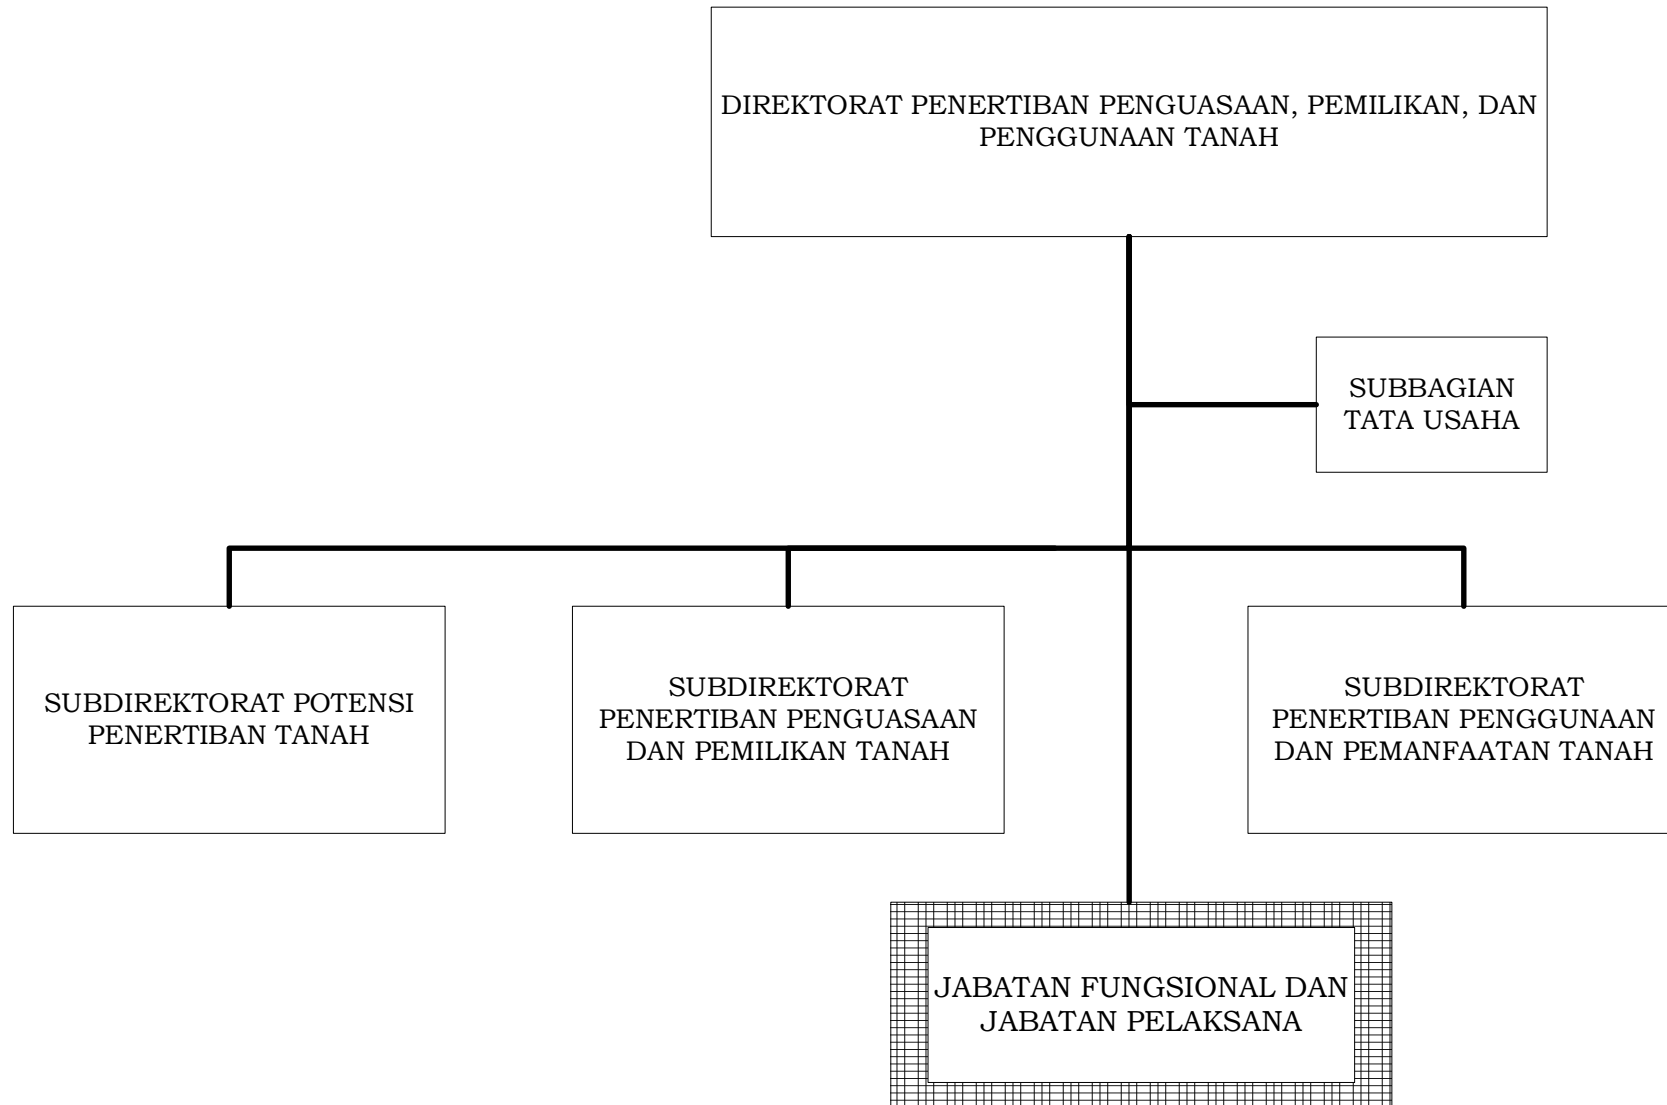 DIREKTORAT PENERTIBAN PENGUASAAN, PEMILIKAN, DAN
PENGGUNAAN TANAH
SUBBAGIAN
TATA USAHA
SUBDIREKTORAT POTENSI
PENERTIBAN TANAH
SUBDIREKTORAT
PENERTIBAN PENGUASAAN
DAN PEMILIKAN TANAH
SUBDIREKTORAT
PENERTIBAN PENGGUNAAN
DAN PEMANFAATAN TANAH
JABATAN FUNGSIONAL DAN
JABATAN PELAKSANA